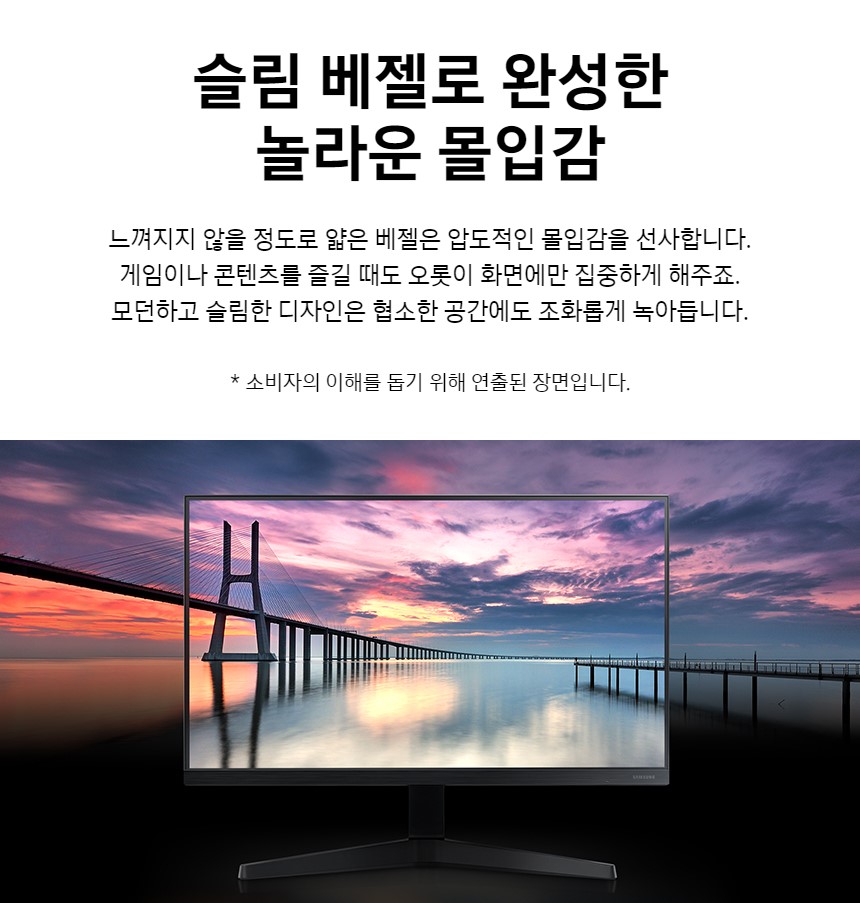 슬림 베젤로 완성한
놀라운 몰입감
느껴지지 않을 정도로 얇은 베젤은 압도적인 몰입감을 선사합니다.
게임이나 콘텐츠를 즐길 때도 오롯이 화면에만 집중하게 해주죠.
모던하고 슬림한 디자인은 협소한 공간에도 조화롭게 녹아듭니다.
* 소비자의 이해를 돕기 위해 연출된 장면입니다.
SAMSUNG